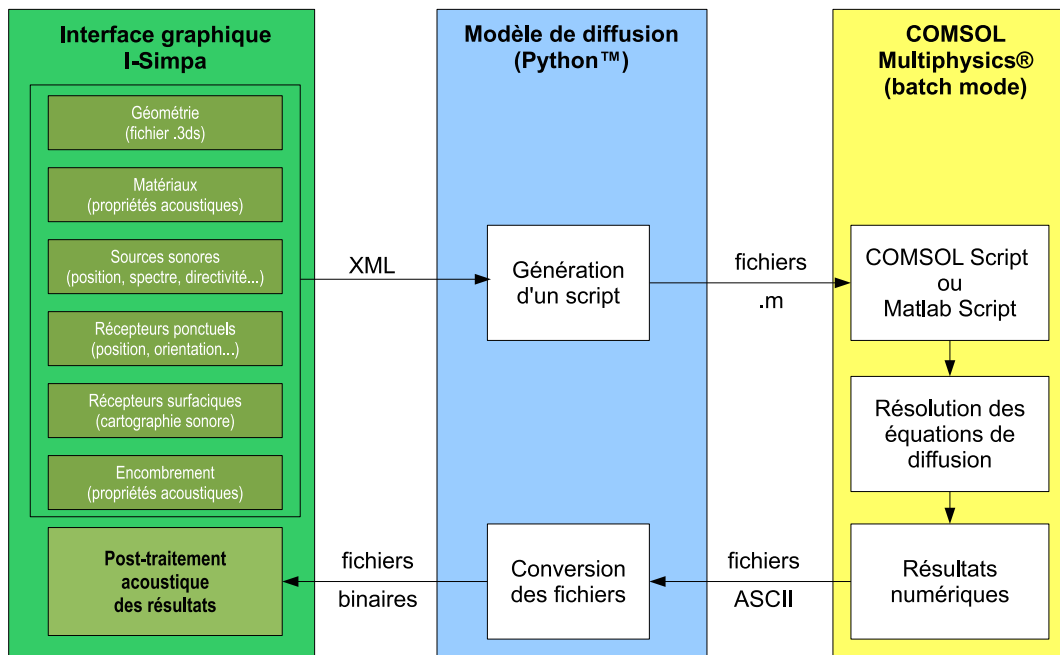 Interface graphique
I-Simpa
Géométrie
(fichier .3ds)
Matériaux
(propriétés acoustiques)
Sources sonores
(position, spectre, directivité...)
Récepteurs ponctuels
(position, orientation...)
Récepteurs surfaciques
(cartographie sonore)
Encombrement
(propriétés acoustiques)
Post-traitement
acoustique
des résultats
XML
fichiers
binaires
Modèle de diffusion
(Python™)
Génération
d'un script
Conversion
des fichiers
fichiers
.m
fichiers
ASCII
COMSOL
Multiphysics®
(batch mode)
COMSOL Script
ou
Matlab Script
Résolution des
équations de
diffusion
Résultats
numériques